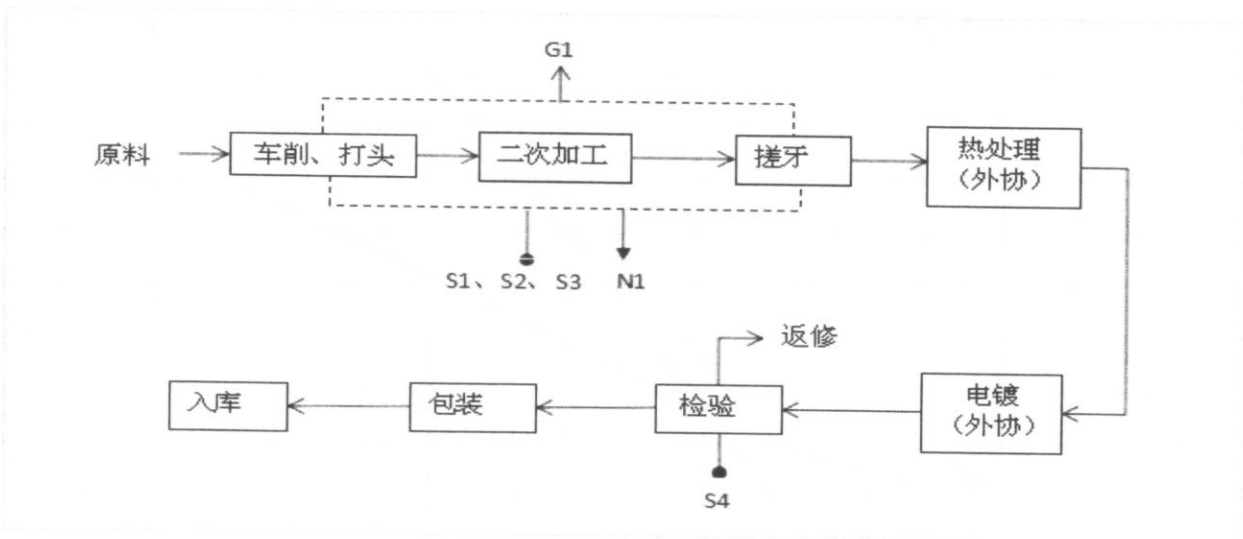 G1
原料
车削、打头
二次加工
搓牙
热处理
（外协）
S1、S2、S3
N1
返修
入库
包装
检验
电镀
（外协）
S4